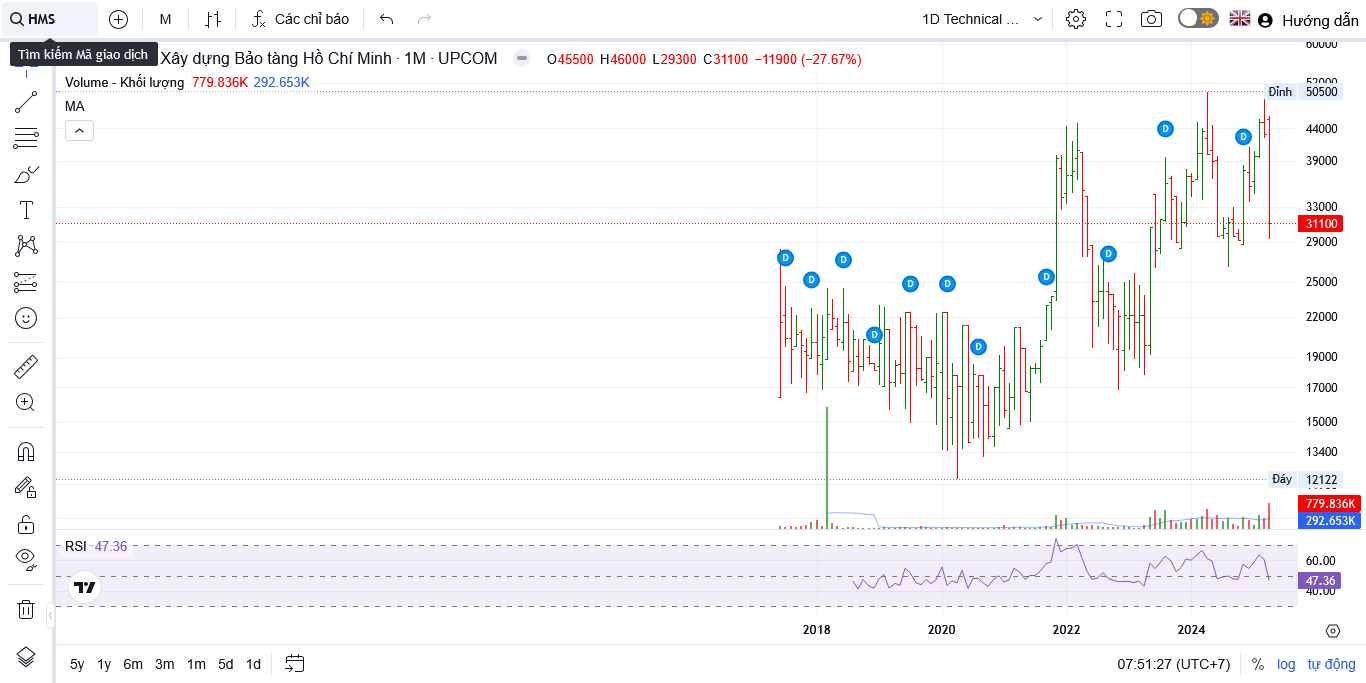 HMS
M
Các chỉ báo
1D Technical ...
Hướng dẫn
Tìm kiếm Mã giao dịch
Xây dựng Bảo tàng Hồ Chí Minh · 1M · UPCOM
O45500 H46000 L29300 C31100 −11900 (−27.67%)
Volume - Khối lượng 779.836K 292.653K
MA
60000
52000
Đỉnh 50500
44000
39000
33000
31100
29000
25000
22000
19000
17000
15000
13400
Đáy 12122
779.836K
292.653K
D
D
D
D
D
D
D
D
D
D
D
RSI 47.36
60.00
47.36
40.00
2018
2020
2022
2024
5y 1y 6m 3m 1m 5d 1d
07:51:27 (UTC+7)
% log tự động